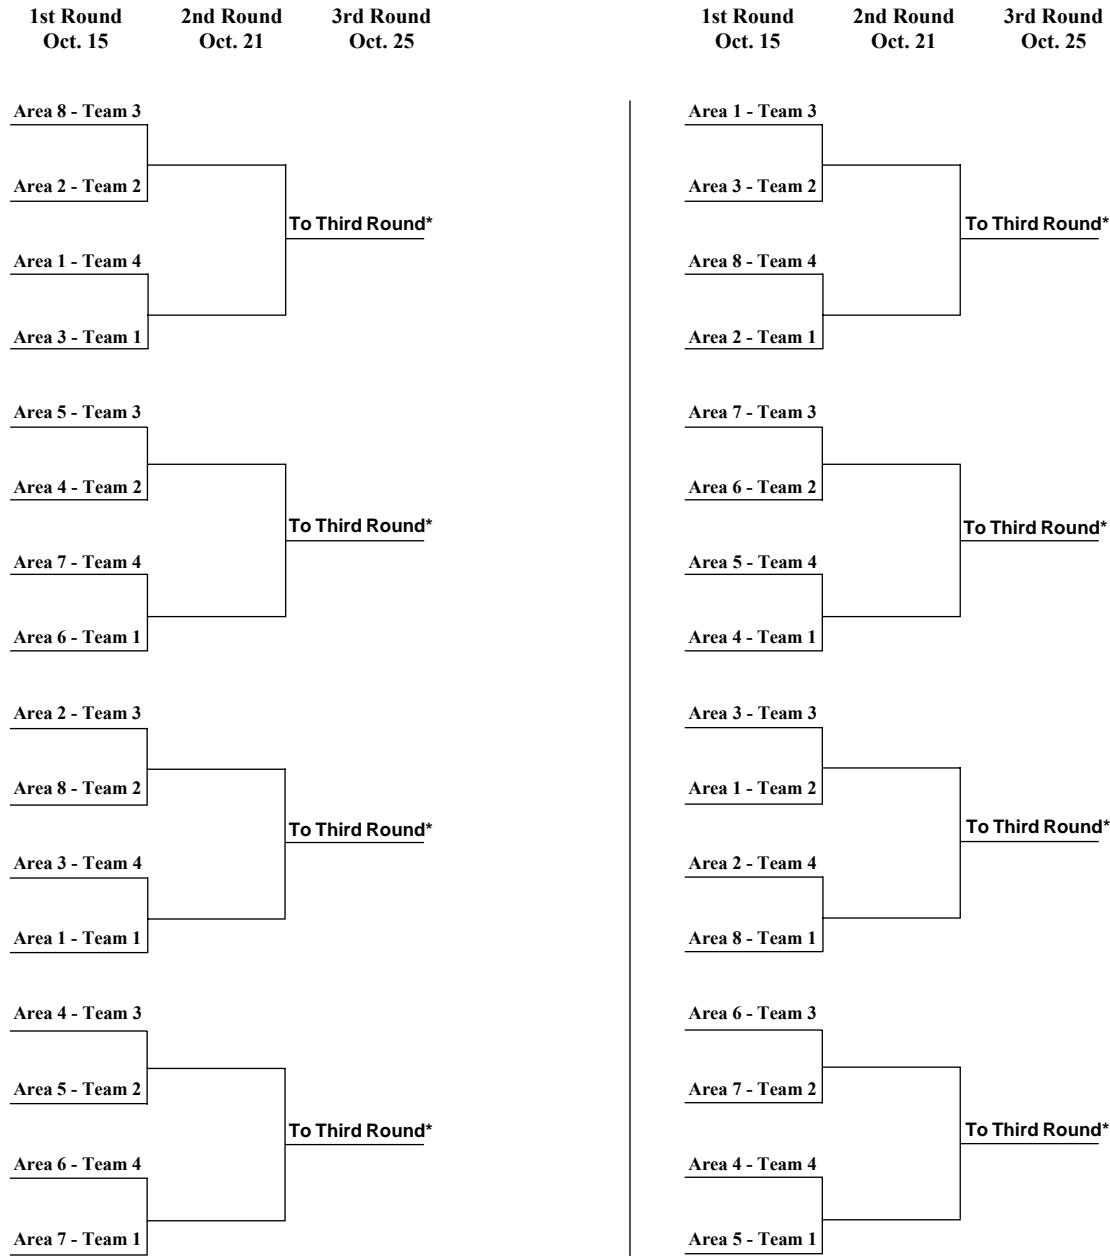 1st Round 2nd Round 3rd Round
Oct. 15 Oct. 21 Oct. 25
Area 8 - Team 3
Area 2 - Team 2
To Third Round*
Area 1 - Team 4
Area 3 - Team 1
Area 5 - Team 3
Area 4 - Team 2
To Third Round*
Area 7 - Team 4
Area 6 - Team 1
Area 2 - Team 3
Area 8 - Team 2
To Third Round*
Area 3 - Team 4
Area 1 - Team 1
Area 4 - Team 3
Area 5 - Team 2
To Third Round*
Area 6 - Team 4
Area 7 - Team 1
1st Round 2nd Round 3rd Round
Oct. 15 Oct. 21 Oct. 25
Area 1 - Team 3
Area 3 - Team 2
To Third Round*
Area 8 - Team 4
Area 2 - Team 1
Area 7 - Team 3
Area 6 - Team 2
To Third Round*
Area 5 - Team 4
Area 4 - Team 1
Area 3 - Team 3
Area 1 - Team 2
To Third Round*
Area 2 - Team 4
Area 8 - Team 1
Area 6 - Team 3
Area 7 - Team 2
To Third Round*
Area 4 - Team 4
Area 5 - Team 1